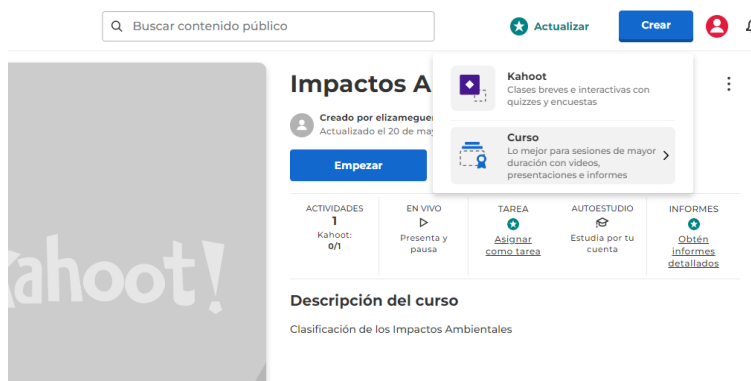 Buscar contenido público
Actualizar
Crear
Kahoot
Clases breves e interactivas con
quizzes y encuestas
Curso
Lo mejor para sesiones de mayor
duración con videos,
presentaciones e informes
Impactos A
Creado por elizameguer
Actualizado el 20 de ma
Empezar
ACTIVIDADES
1
Kahoot:
0/1
EN VIVO
Presenta y
pausa
TAREA
Asignar
como tarea
AUTOESTUDIO
Estudia por tu
cuenta
INFORMES
Obtén
informes
detallados
ahoot!
Descripción del curso
Clasificación de los Impactos Ambientales